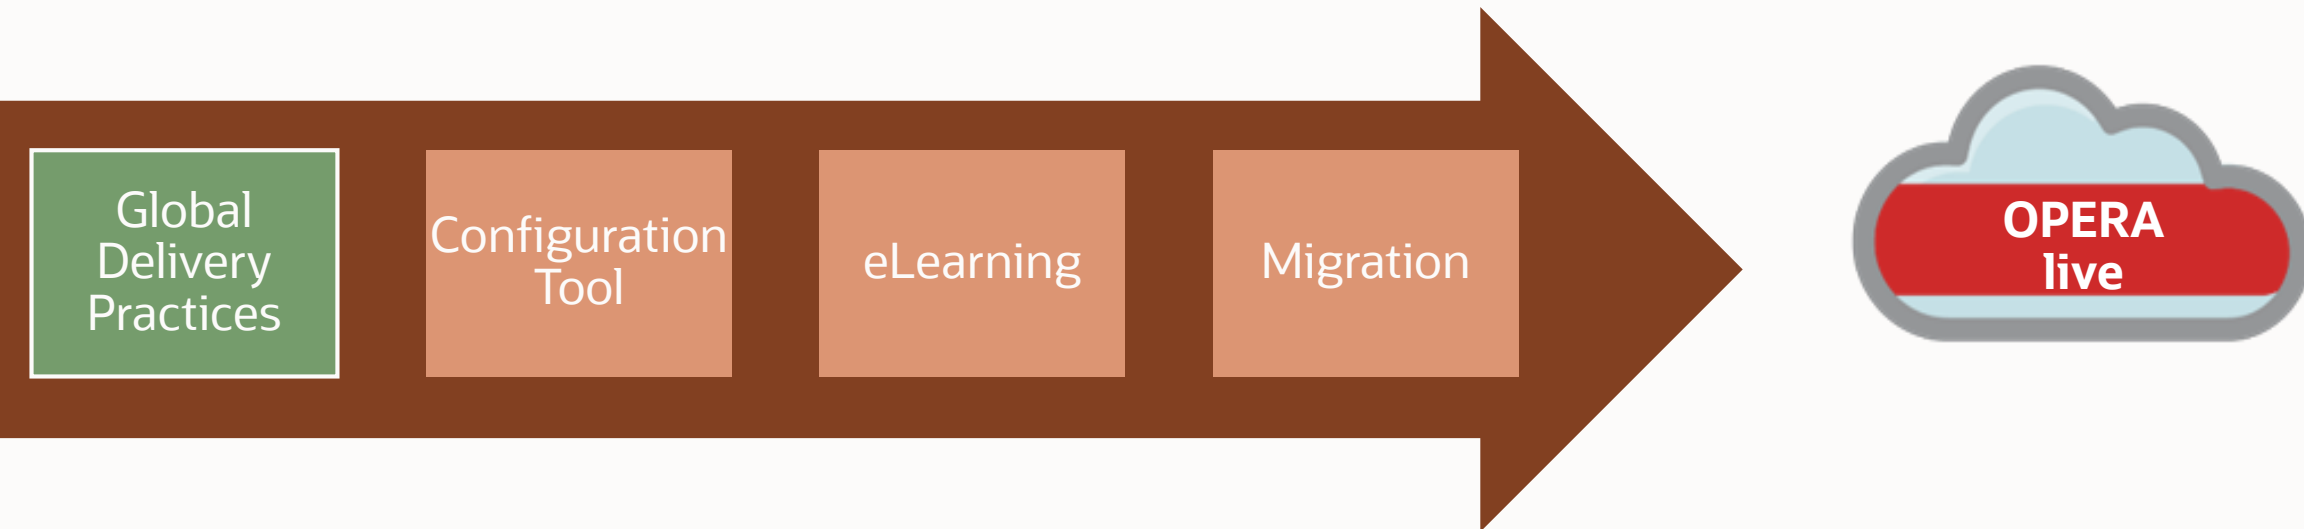 Global
Delivery
Practices
Configuration
Tool
eLearning
Migration
OPERA
live